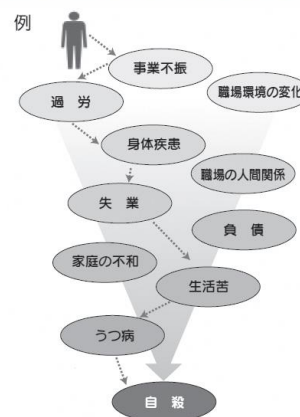 例
事業不振
職場環境の変化
過 労
身体疾患
職場の人間関係
失 業
負 債
家庭の不和
生活苦
うつ病
自 殺